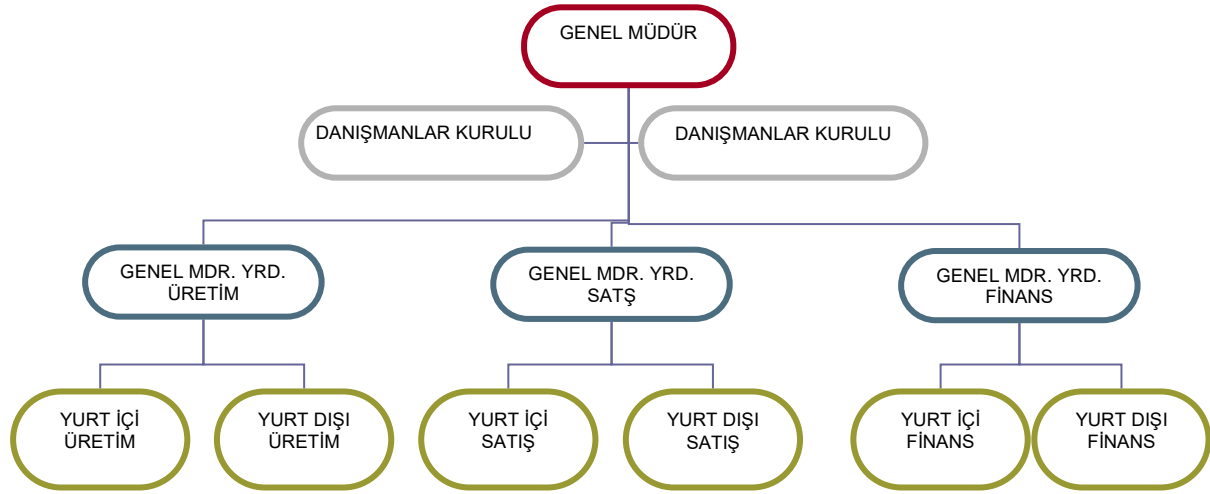 GENEL MÜDÜR
DANIŞMANLAR KURULU
DANIŞMANLAR KURULU
GENEL MDR. YRD.
ÜRETİM
GENEL MDR. YRD.
SATŞ
GENEL MDR. YRD.
FİNANS
YURT İÇİ
ÜRETİM
YURT DIŞI
ÜRETİM
YURT İÇİ
SATIŞ
YURT DIŞI
SATIŞ
YURT İÇİ
FİNANS
YURT DIŞI
FİNANS